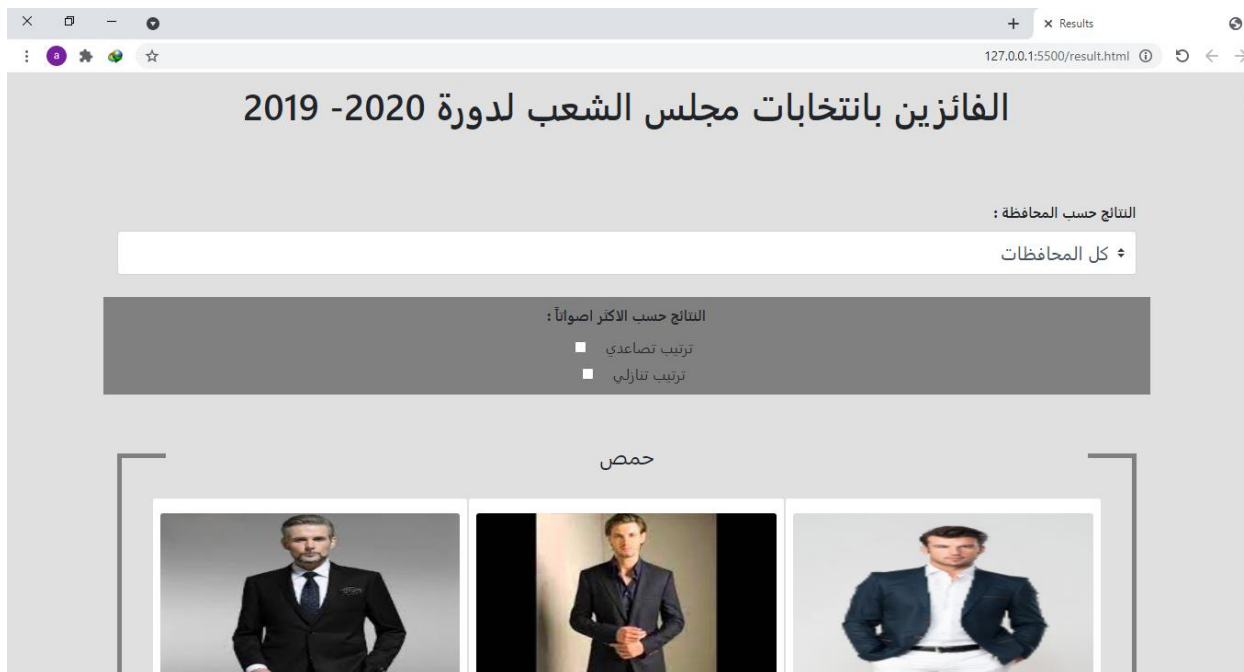 Results
127.0.0.1:5500/result.html
a
الفائزين بانتخابات مجلس الشعب لدورة 2020- 2019
النتائج حسب المحافظة :
كل المحافظات
النتائج حسب الاكثر اصواتاً :
ترتيب تصاعدي
ترتيب تنازلي
حمص